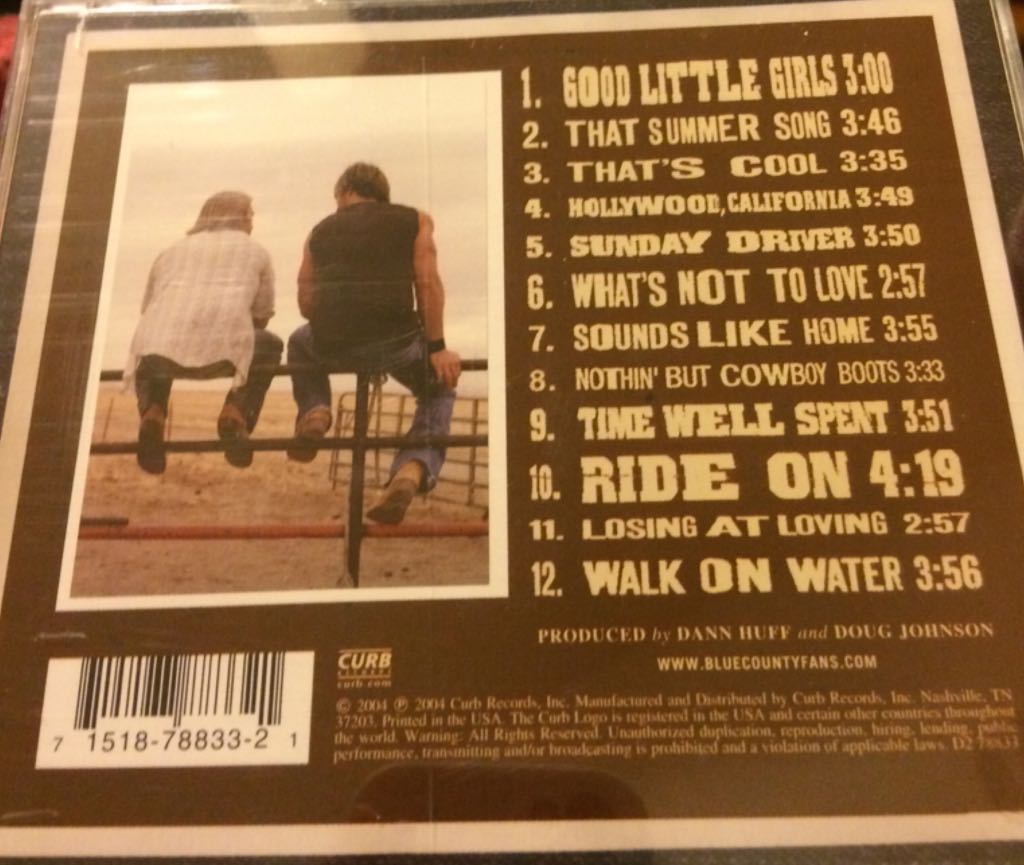 1. GOOD LITTLE GIRLS 3:00
2. THAT SUMMER SONG 3:46
3. THAT'S COOL 3:35
4. HOLLYWOOD, CALIFORNIA 3:49
5. SUNDAY DRIVER 3:50
6. WHAT'S NOT TO LOVE 2:57
7. SOUNDS LIKE HOME 3:55
8. NOTHIN' BUT COWBOY BOOTS 3:33
9. TIME WELL SPENT 3:51
10. RIDE ON 4:19
11. LOSING AT LOVING 2:57
12. WALK ON WATER 3:56
PRODUCED by DANN HUFF and DOUG JOHNSON
WWW.BLUECOUNTYFANS.COM
CURB
RECORDS
curb.com
© 2004 ℗ 2004 Curb Records, Inc. Manufactured and Distributed by Curb Records, Inc. Nashville, TN
37203. Printed in the USA. The Curb Logo is registered in the USA and certain other countries throughout
the world. Warning: All Rights Reserved. Unauthorized duplication, reproduction, hiring, lending, public
performance, transmitting and/or broadcasting is prohibited and a violation of applicable laws. D2 78833
7 1518-78833-2 1